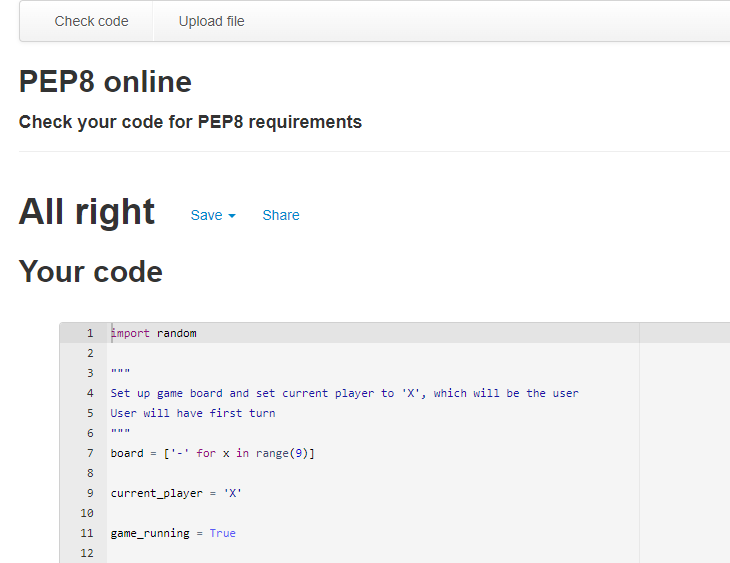 Check code Upload file
PEP8 online
Check your code for PEP8 requirements
All right Save Share
Your code
1 import random
2
3 """
4 Set up game board and set current player to 'X', which will be the user
5 User will have first turn
6 """
7 board = ['-' for x in range(9)]
8
9 current_player = 'X'
10
11 game_running = True
12